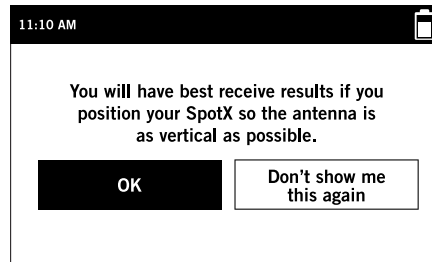 11:10 AM
You will have best receive results if you
position your SpotX so the antenna is
as vertical as possible.
OK
Don't show me
this again